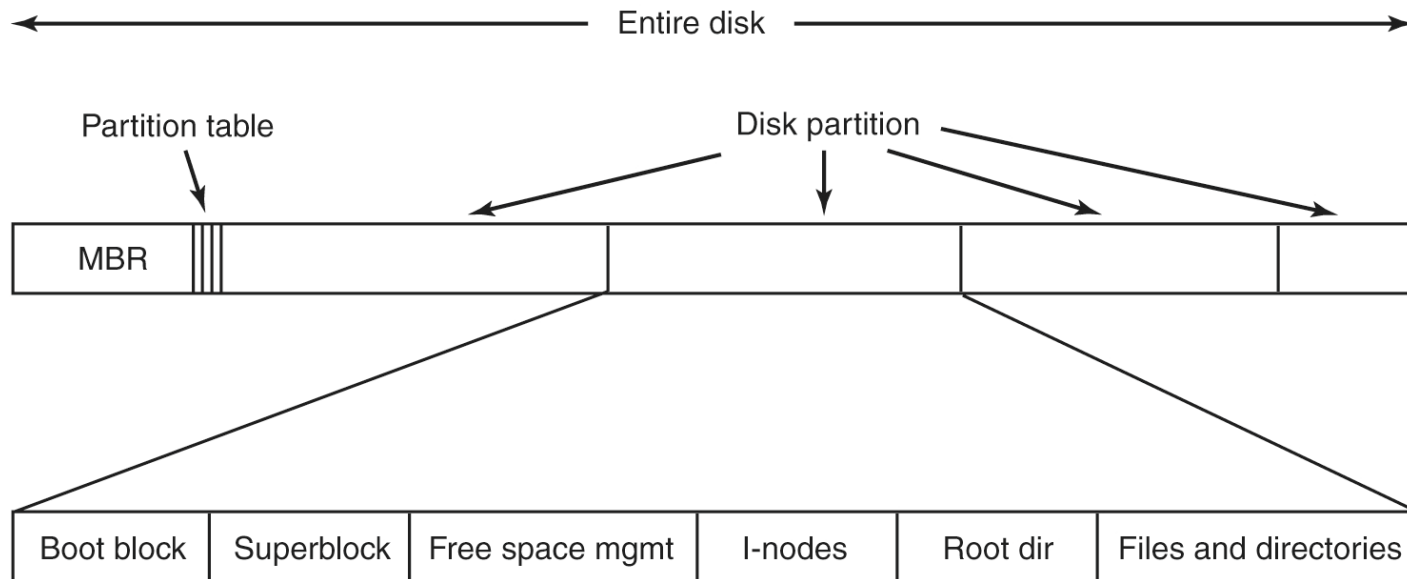 Entire disk
Partition table
Disk partition
MBR
Boot block
Superblock
Free space mgmt
I-nodes
Root dir
Files and directories